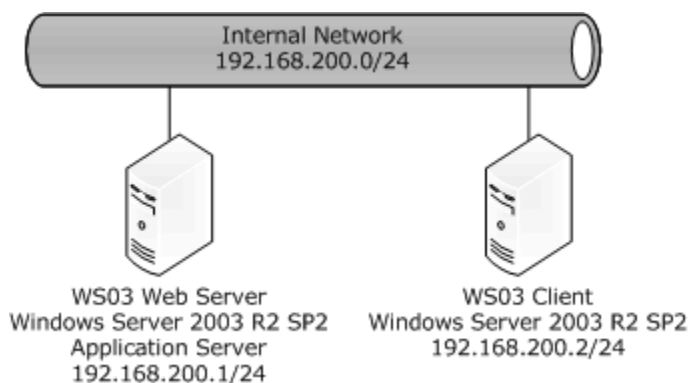 Internal Network
192.168.200.0/24
WS03 Web Server
Windows Server 2003 R2 SP2
Application Server
192.168.200.1/24
WS03 Client
Windows Server 2003 R2 SP2
192.168.200.2/24